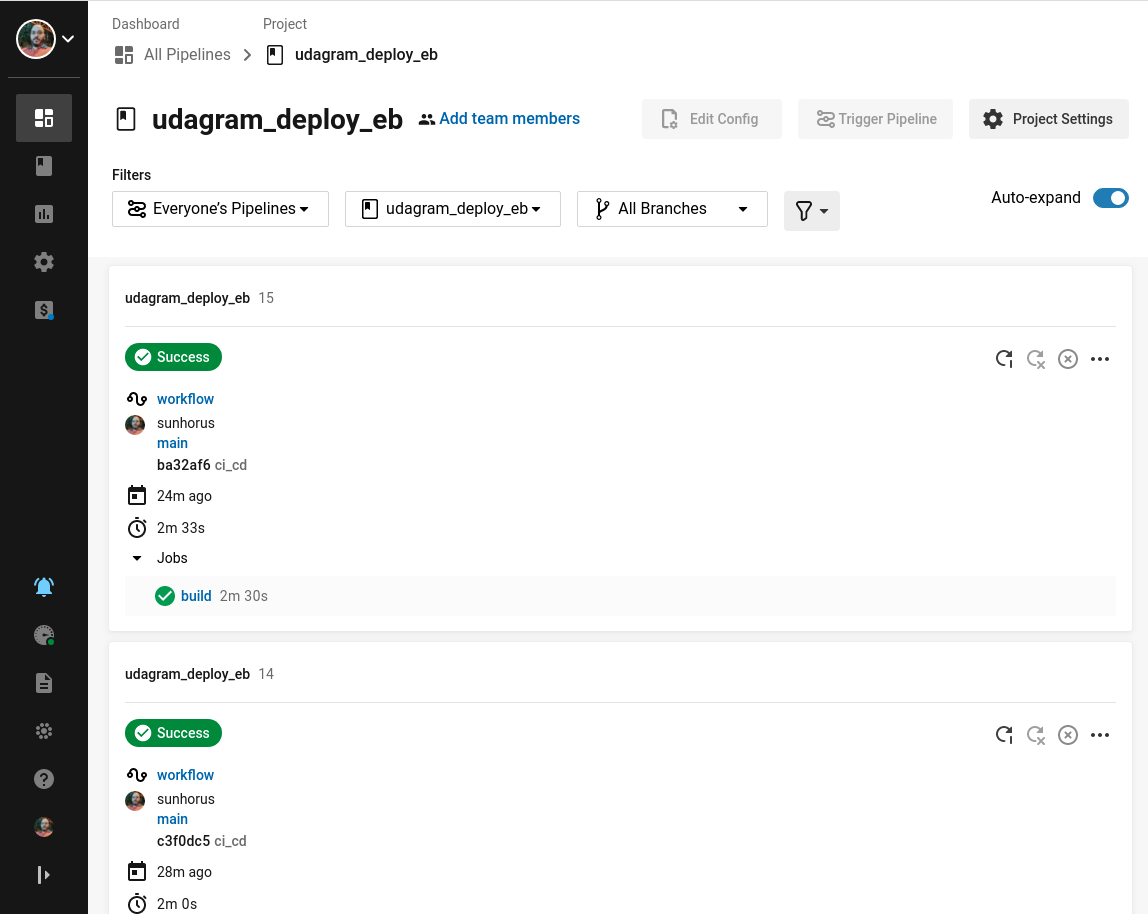 Dashboard Project
All Pipelines udagram_deploy_eb
udagram_deploy_eb Add team members Edit Config Trigger Pipeline Project Settings
Filters
Everyone's Pipelines udagram_deploy_eb All Branches Auto-expand
udagram_deploy_eb 15
Success
workflow
sunhorus
main
ba32af6 ci_cd
24m ago
2m 33s
Jobs
build 2m 30s
udagram_deploy_eb 14
Success
workflow
sunhorus
main
c3f0dc5 ci_cd
28m ago
2m 0s